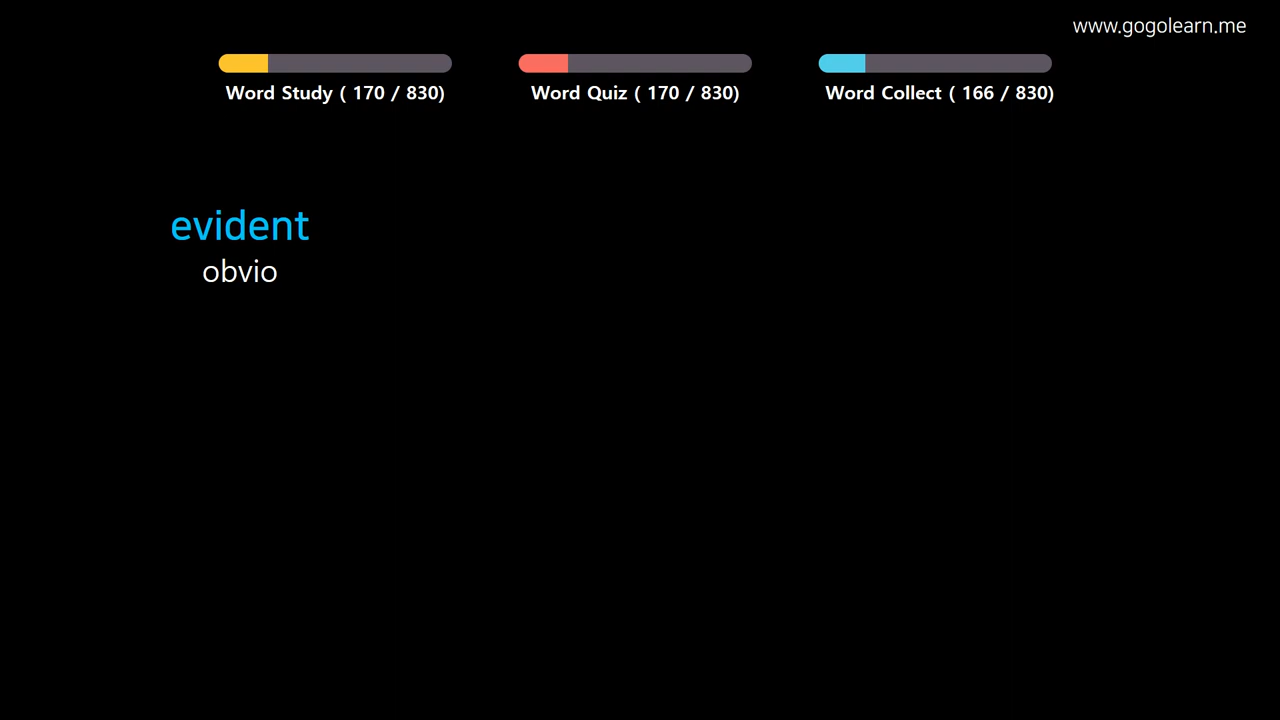 www.gogolearn.me
Word Study ( 170 / 830)
Word Quiz ( 170 / 830)
Word Collect ( 166 / 830)
evident
obvio